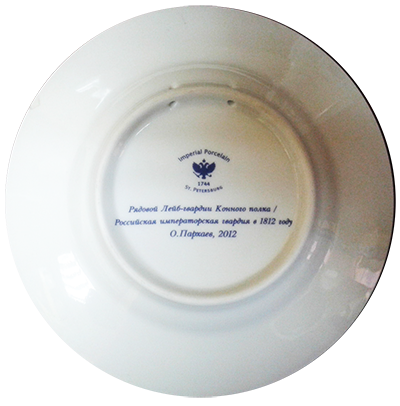 Imperial Porcelain
1744
St. Petersburg
Рядовой Лейб-гвардии Конного полка /
Российская императорская гвардия в 1812 году
О.Пархаев, 2012